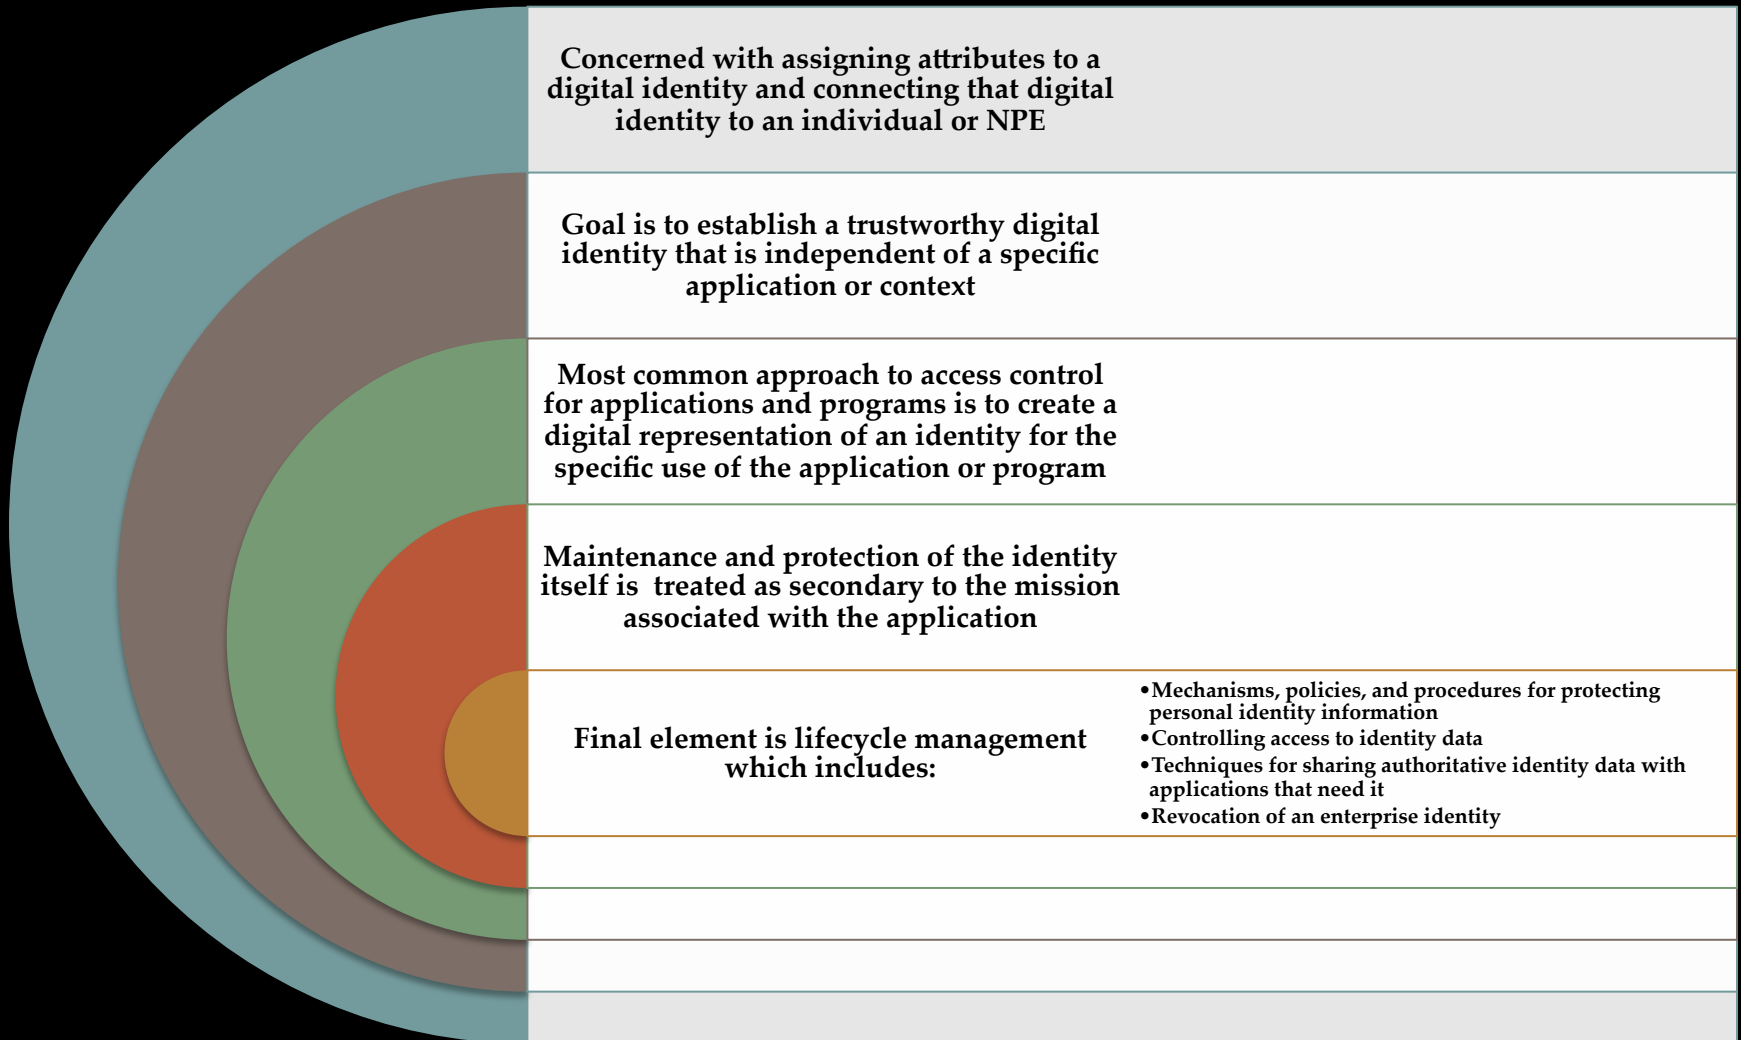 Concerned with assigning attributes to a
digital identity and connecting that digital
identity to an individual or NPE
Goal is to establish a trustworthy digital
identity that is independent of a specific
application or context
Most common approach to access control
for applications and programs is to create a
digital representation of an identity for the
specific use of the application or program
Maintenance and protection of the identity
itself is  treated as secondary to the mission
associated with the application
Final element is lifecycle management
which includes:
•Mechanisms, policies, and procedures for protecting
personal identity information
•Controlling access to identity data
•Techniques for sharing authoritative identity data with
applications that need it
•Revocation of an enterprise identity